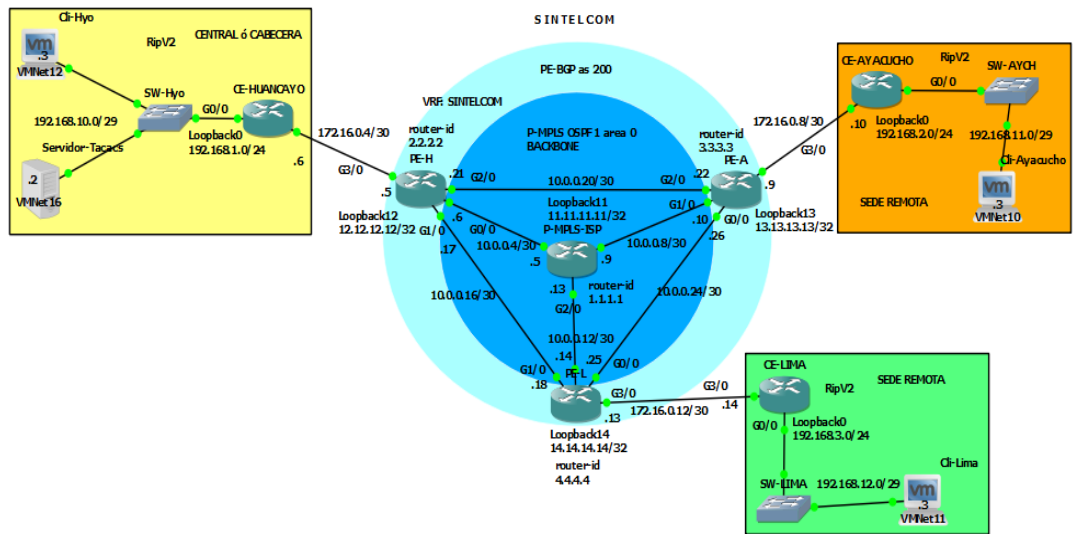 SINTELCOM
Cli-Hyo
.3
VMNet12
RipV2
CENTRAL ó CABECERA
SW-Hyo
G0/0
CE-HUANCAYO
192.168.10.0/29
Loopback0
192.168.1.0/24
Servidor-Tacacs
.2
VMNet16
.6
172.16.0.4/30
G3/0
.5
PE-BGP as 200
VRF: SINTELCOM
P-MPLS OSPF1 area 0
BACKBONE
router-id
2.2.2.2
PE-H
.21
G2/0
10.0.0.20/30
G2/0
.22
router-id
3.3.3.3
PE-A
.9
Loopback12
12.12.12.12/32
G1/0
.17
.6
G0/0
10.0.0.4/30
.5
Loopback11
11.11.11.11/32
P-MPLS-ISP
G1/0
.10
10.0.0.8/30
.9
G0/0
.26
Loopback13
13.13.13.13/32
.13
G2/0
router-id
1.1.1.1
10.0.0.16/30
10.0.0.24/30
10.0.0.12/30
.14
.25
G0/0
G1/0
.18
PE-L
G3/0
.13
172.16.0.12/30
Loopback14
14.14.14.14/32
router-id
4.4.4.4
172.16.0.8/30
G3/0
.10
CE-AYACUCHO
RipV2
G0/0
SW-AYCH
Loopback0
192.168.2.0/24
192.168.11.0/29
Cli-Ayacucho
.3
VMNet10
SEDE REMOTA
CE-LIMA
RipV2
SEDE REMOTA
G3/0
.14
G0/0
Loopback0
192.168.3.0/24
SW-LIMA
192.168.12.0/29
Cli-Lima
.3
VMNet11
vm
vm
vm